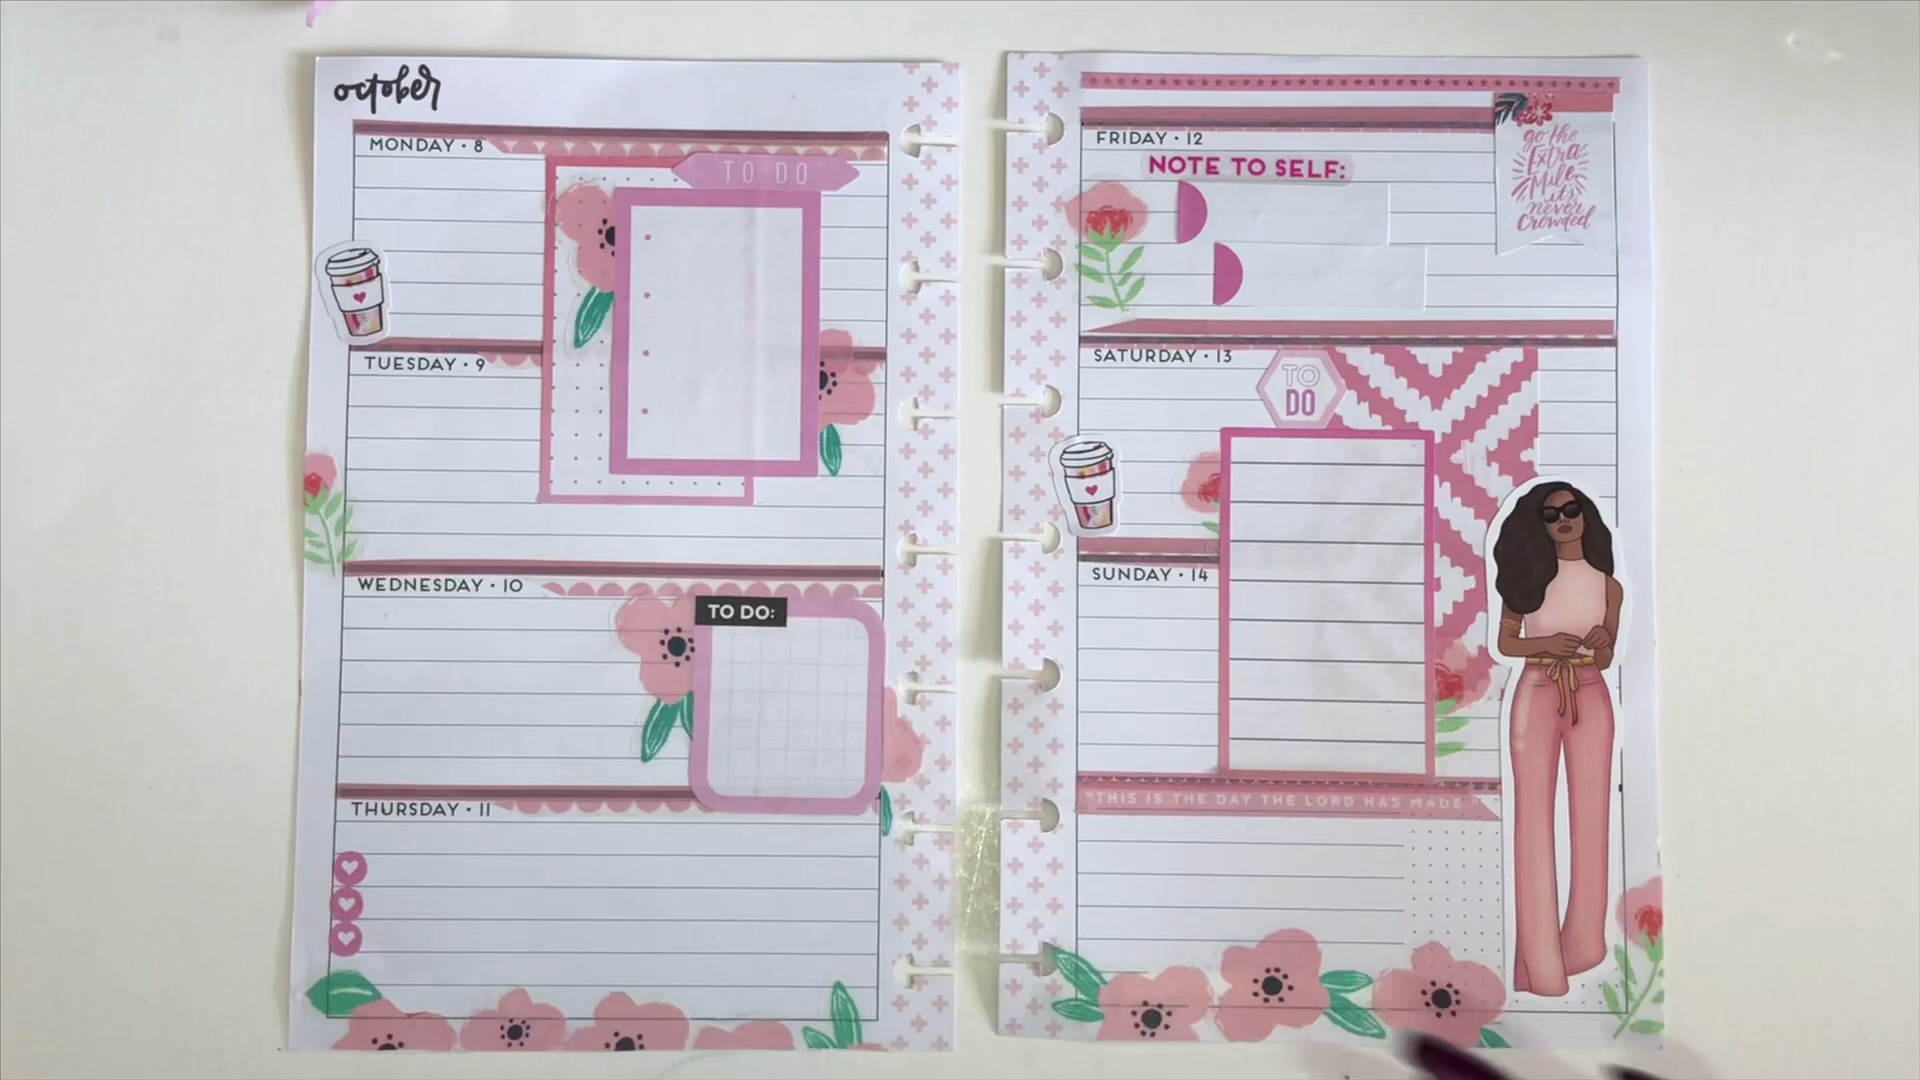 october
MONDAY • 8
TO DO
TUESDAY • 9
WEDNESDAY • 10
TO DO:
THURSDAY • 11
FRIDAY • 12
NOTE TO SELF:
go the
Extra
Mile
it's
never
Crowded
SATURDAY • 13
TO
DO
SUNDAY • 14
"THIS IS THE DAY THE LORD HAS MADE"